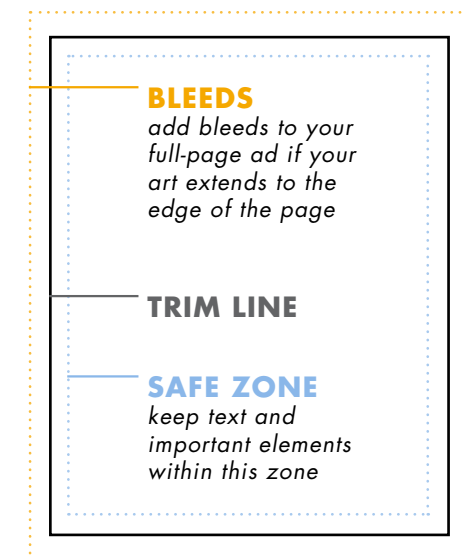 BLEEDS
add bleeds to your
full-page ad if your
art extends to the
edge of the page
TRIM LINE
SAFE ZONE
keep text and
important elements
within this zone